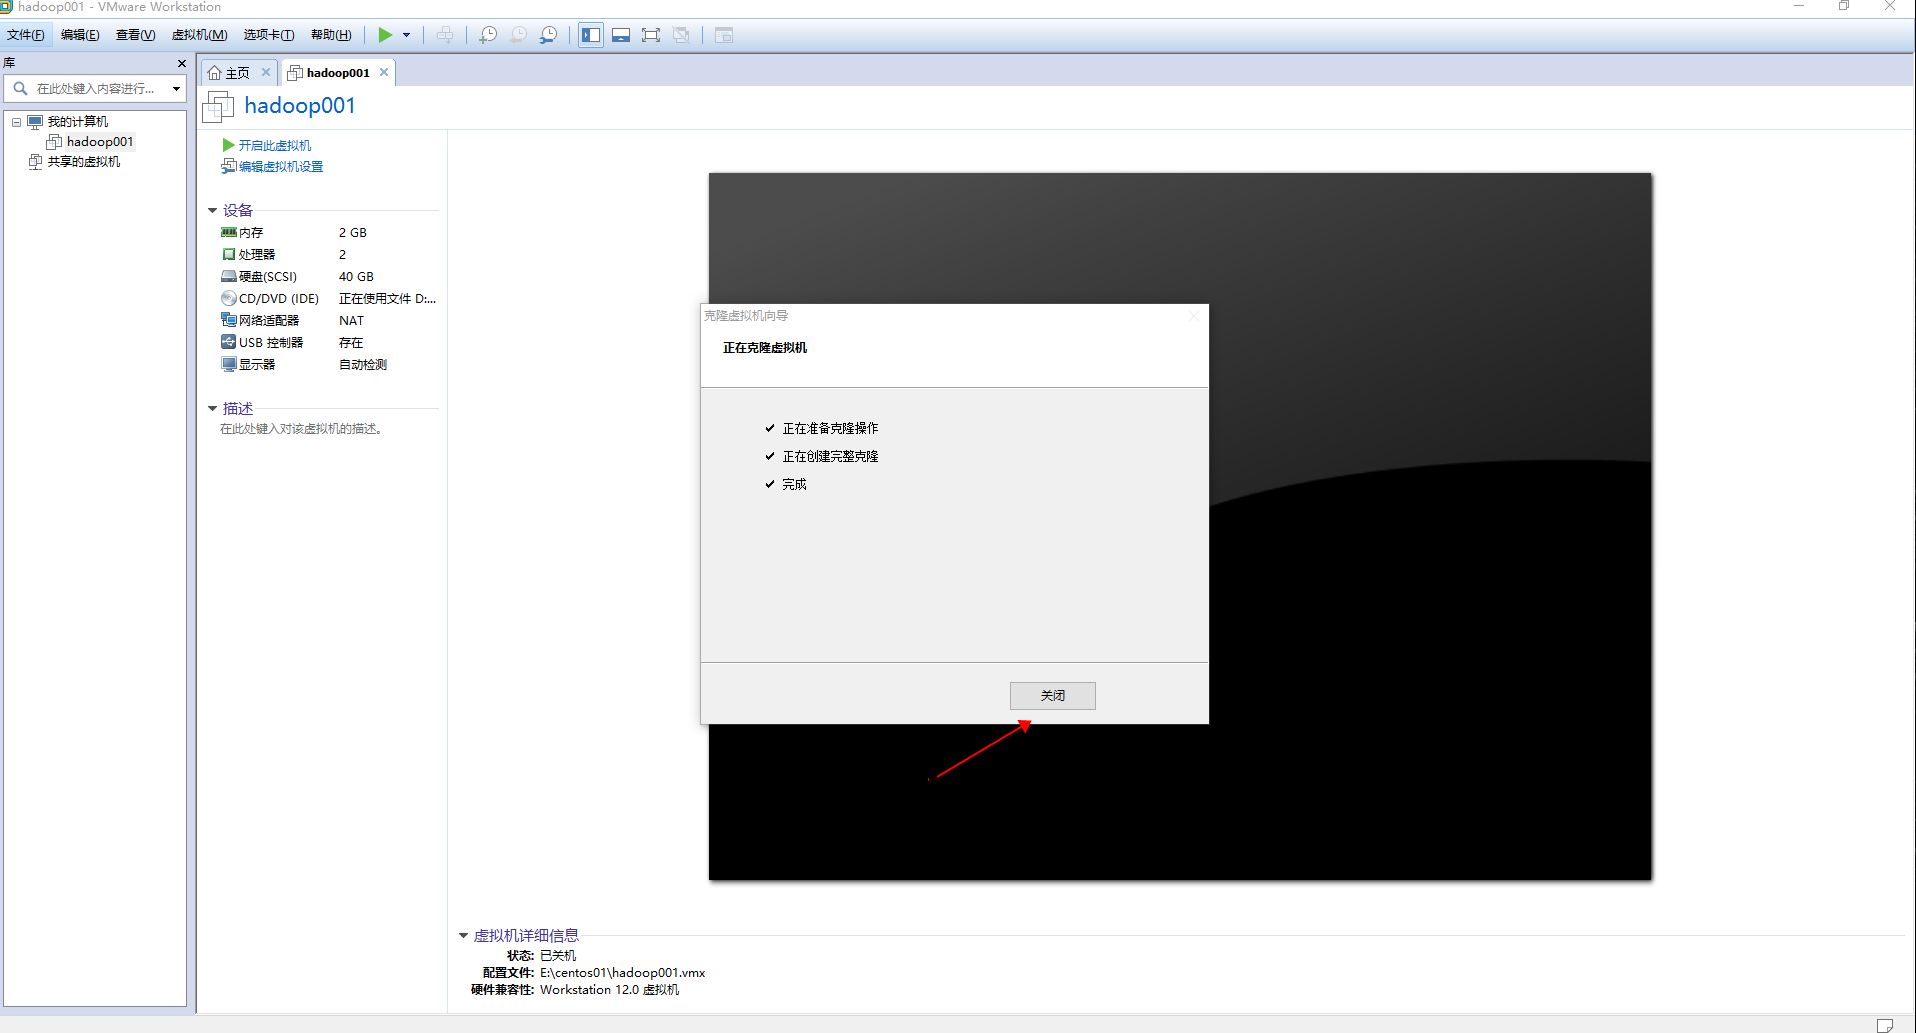 hadoop001 - VMware Workstation
文件(F) 编辑(E) 查看(V) 虚拟机(M) 选项卡(T) 帮助(H)
库
在此处键入内容进行...
我的计算机
hadoop001
共享的虚拟机
主页 hadoop001
hadoop001
开启此虚拟机
编辑虚拟机设置
设备
内存 2 GB
处理器 2
硬盘(SCSI) 40 GB
CD/DVD (IDE) 正在使用文件 D:...
网络适配器 NAT
USB 控制器 存在
显示器 自动检测
描述
在此处键入对该虚拟机的描述。
克隆虚拟机向导
正在克隆虚拟机
正在准备克隆操作
正在创建完整克隆
完成
关闭
虚拟机详细信息
状态: 已关机
配置文件: E:\centos01\hadoop001.vmx
硬件兼容性: Workstation 12.0 虚拟机